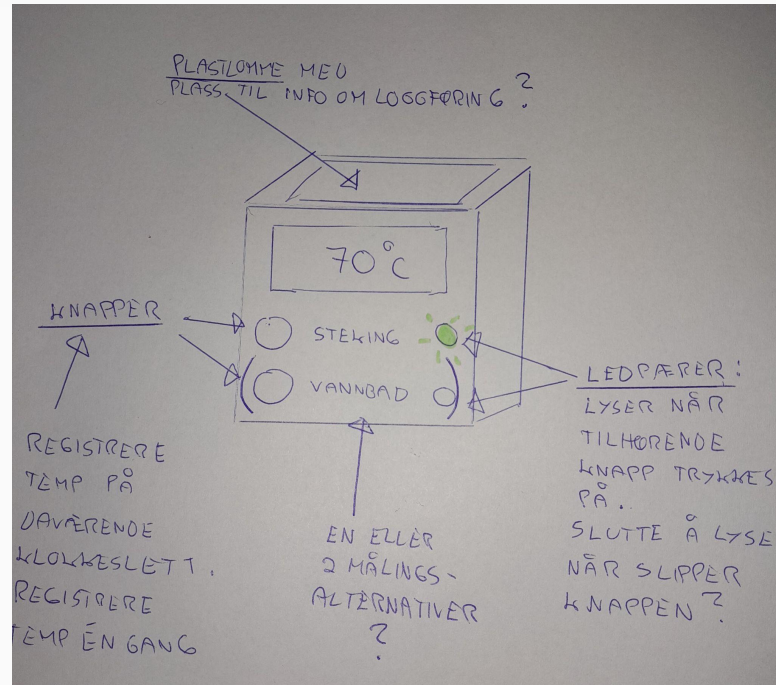 PLASTLOMME MED
PLASS TIL INFO OM LOGGFØRING?
70°C
KNAPPER
STEKING
VANNBAD
LEDPÆRER:
LYSER NÅR
TILHØRENDE
KNAPP TRYKKES
PÅ.
SLUTTE Å LYSE
NÅR SLIPPER
KNAPPEN?
REGISTRERE
TEMP PÅ
DAVÆRENDE
KLOKKESLETT.
REGISTRERE
TEMP ÉN GANG
EN ELLER
2 MÅLINGS-
ALTERNATIVER
?